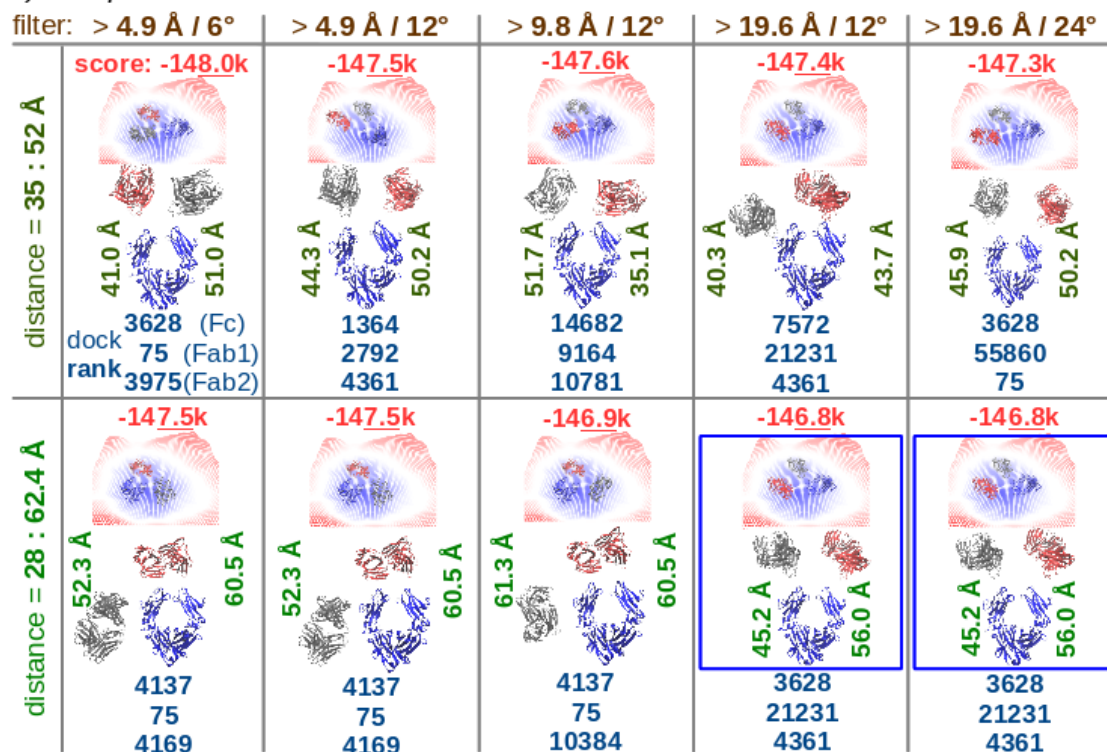 filter: > 4.9 Å / 6° > 4.9 Å / 12° > 9.8 Å / 12° > 19.6 Å / 12° > 19.6 Å / 24°
distance = 35 : 52 Å
score: -148.0k -147.5k -147.6k -147.4k -147.3k
41.0 Å 51.0 Å 44.3 Å 50.2 Å 51.7 Å 35.1 Å 40.3 Å 43.7 Å 45.9 Å 50.2 Å
dock rank
3628 (Fc) 1364 14682 7572 3628
75 (Fab1) 2792 9164 21231 55860
3975(Fab2) 4361 10781 4361 75
distance = 28 : 62.4 Å
-147.5k -147.5k -146.9k -146.8k -146.8k
52.3 Å 60.5 Å 52.3 Å 60.5 Å 61.3 Å 60.5 Å 45.2 Å 56.0 Å 45.2 Å 56.0 Å
4137 4137 4137 3628 3628
75 75 75 21231 21231
4169 4169 10384 4361 4361